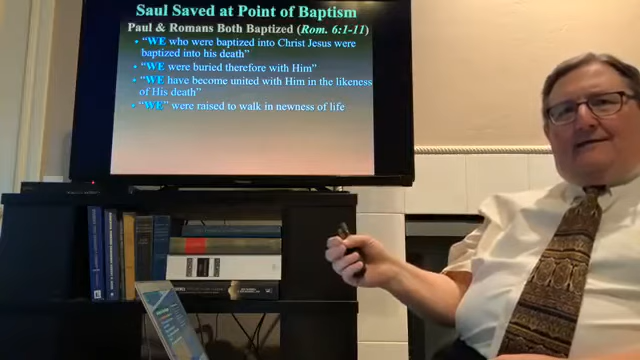 Saul Saved at Point of Baptism
Paul & Romans Both Baptized (Rom. 6:1-11)
• “WE who were baptized into Christ Jesus were
baptized into his death”
• “WE were buried therefore with Him”
• “WE have become united with Him in the likeness
of His death”
• “WE” were raised to walk in newness of life